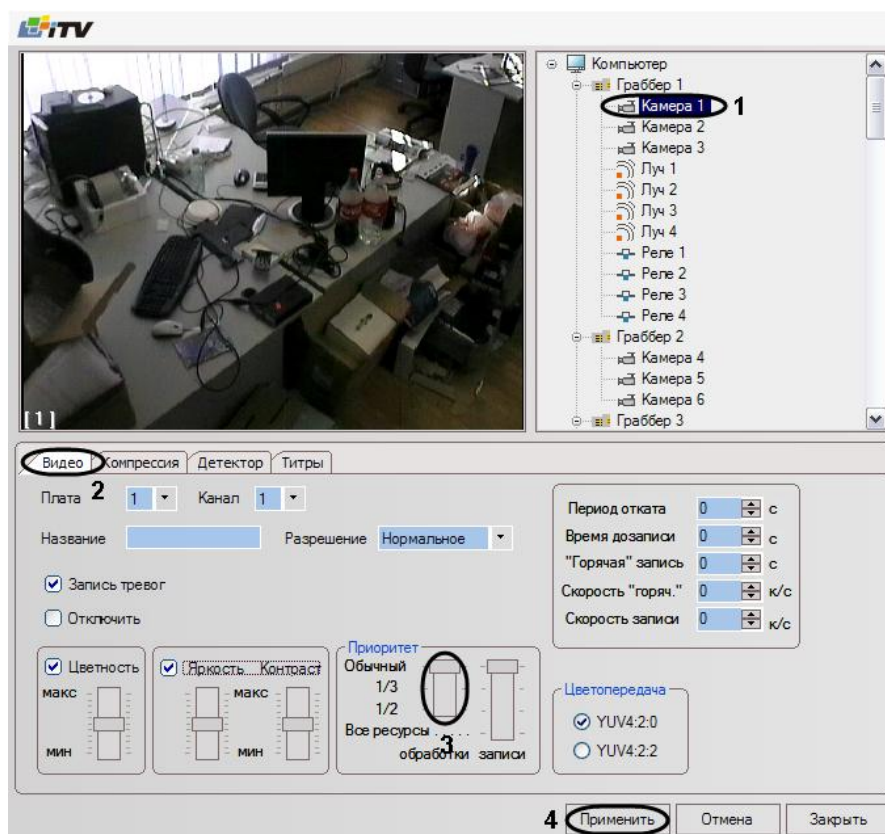 iTV
Компьютер
Граббер 1
Камера 1
1
Камера 2
Камера 3
Луч 1
Луч 2
Луч 3
Луч 4
Реле 1
Реле 2
Реле 3
Реле 4
Граббер 2
Камера 4
Камера 5
Камера 6
Граббер 3
[1]
Видео Компрессия Детектор Титры
2
Плата 1 Канал 1
Название Разрешение Нормальное
Запись тревог
Отключить
Период отката 0 с
Время дозаписи 0 с
"Горячая" запись 0 с
Скорость "горяч." 0 к/с
Скорость записи 0 к/с
Цветность
макс
мин
Яркость Контраст
макс
мин
Приоритет
Обычный
1/3
1/2
Все ресурсы
3
обработки записи
Цветопередача
YUV4:2:0
YUV4:2:2
4 Применить Отмена Закрыть